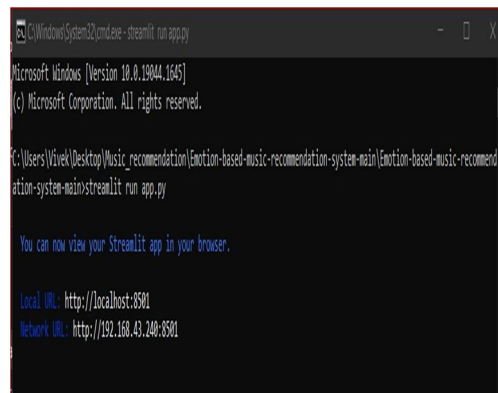 C:\Windows\System32\cmd.exe - streamlit run app.py
Microsoft Windows [Version 10.0.19044.1645]
(c) Microsoft Corporation. All rights reserved.
C:\Users\Vivek\Desktop\Music_recommendation\Emotion-based-music-recommendation-system-main\Emotion-based-music-recommend
ation-system-main>streamlit run app.py
You can now view your Streamlit app in your browser.
Local URL: http://localhost:8501
Network URL: http://192.168.43.240:8501